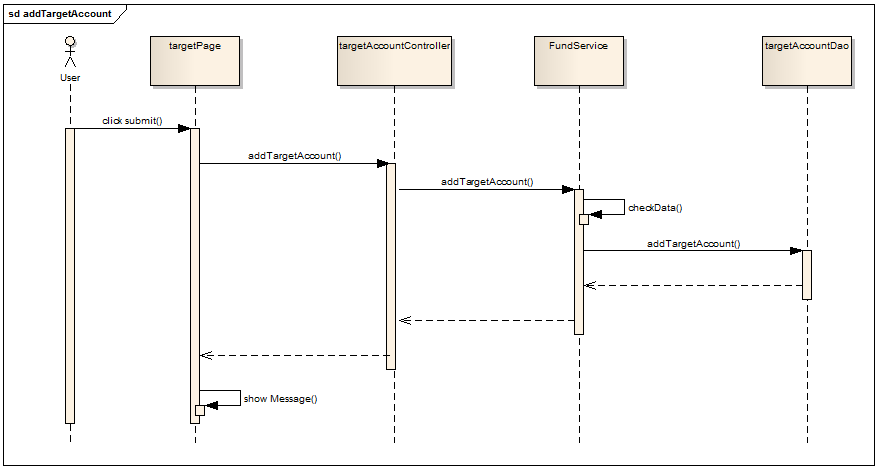 sd addTargetAccount
User
targetPage
targetAccountController
FundService
targetAccountDao
click submit()
addTargetAccount()
addTargetAccount()
checkData()
addTargetAccount()
show Message()